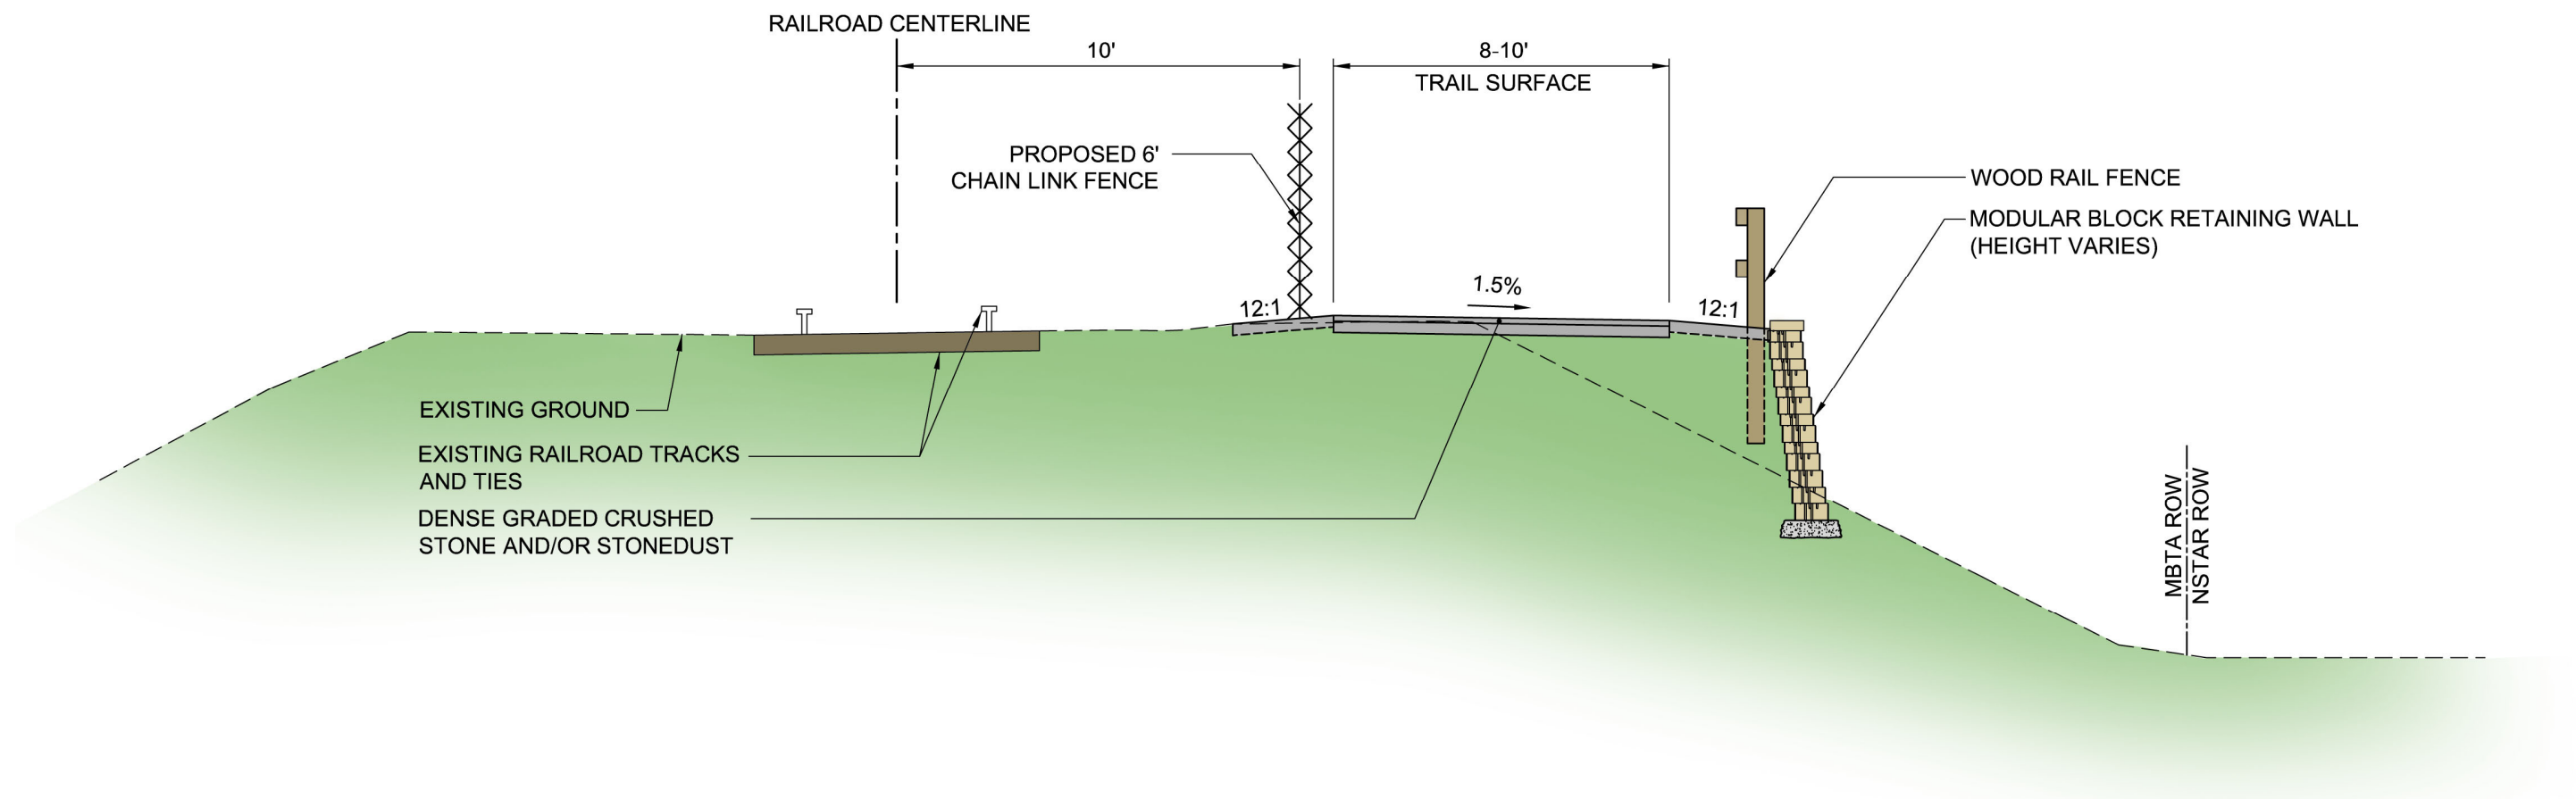 RAILROAD CENTERLINE
10'
8-10'
TRAIL SURFACE
PROPOSED 6'
CHAIN LINK FENCE
WOOD RAIL FENCE
MODULAR BLOCK RETAINING WALL
(HEIGHT VARIES)
1.5%
12:1
12:1
EXISTING GROUND
EXISTING RAILROAD TRACKS
AND TIES
DENSE GRADED CRUSHED
STONE AND/OR STONEDUST
MBTA ROW
NSTAR ROW